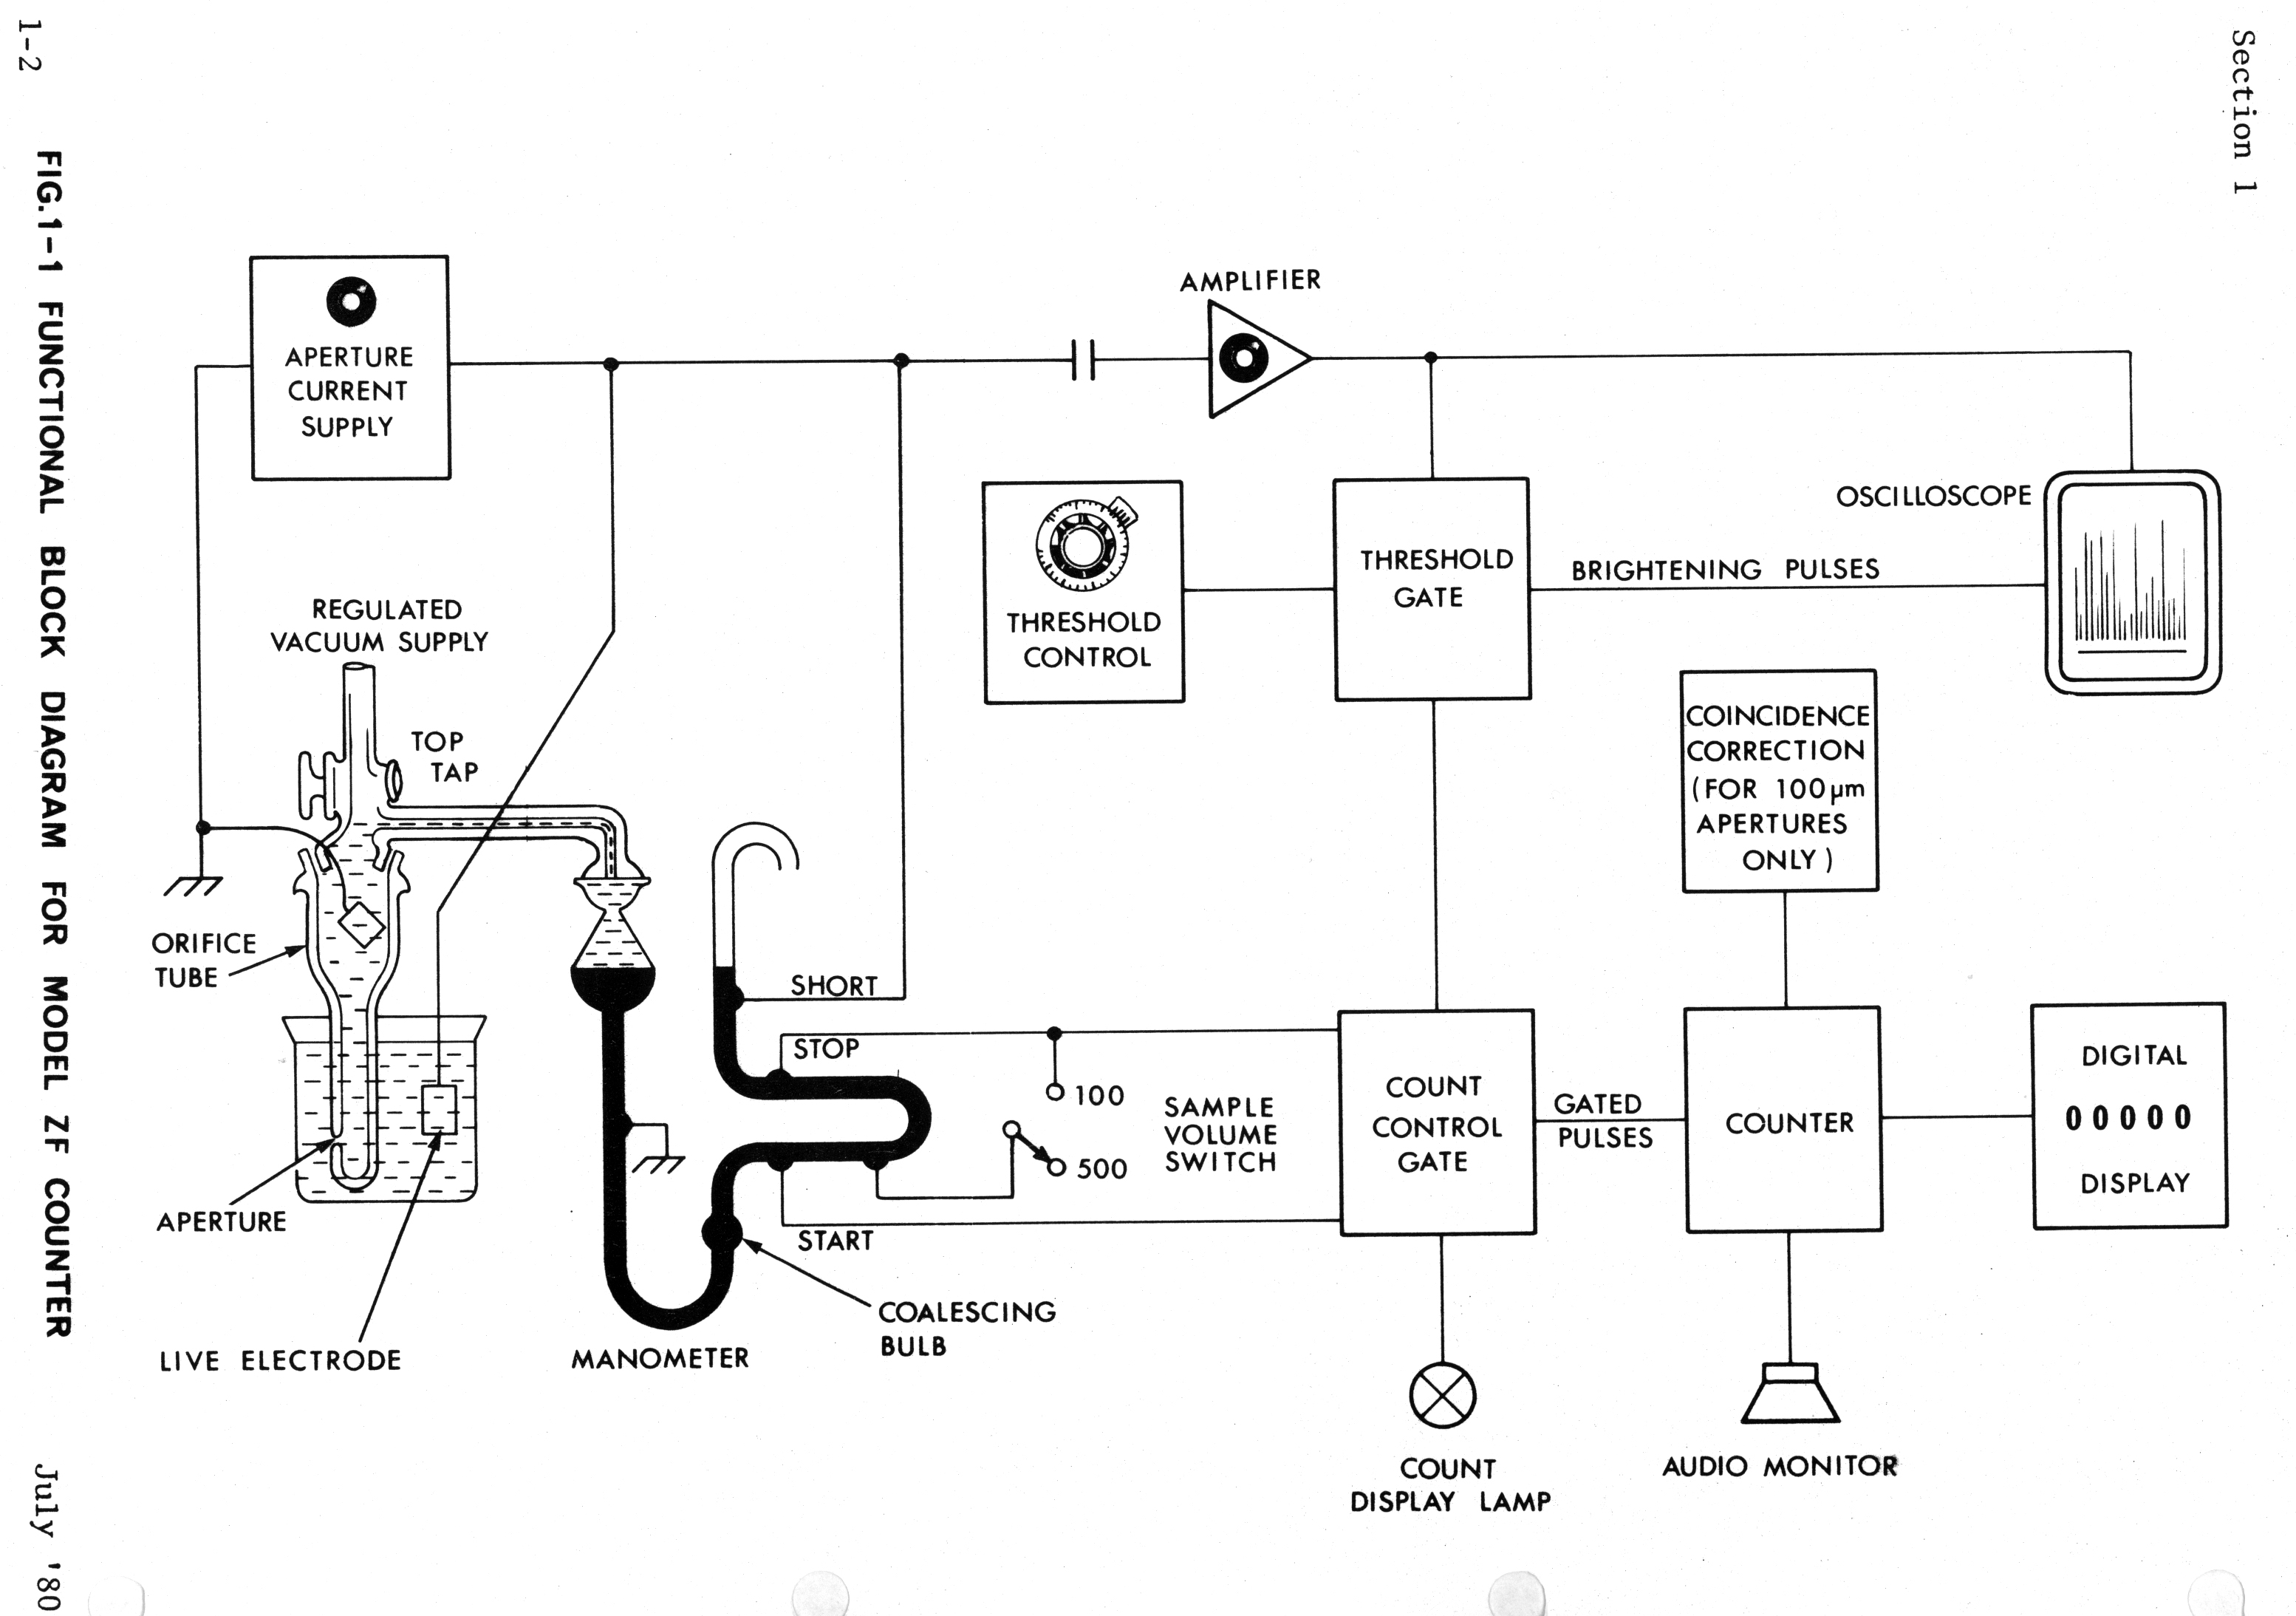 Section 1
AMPLIFIER
APERTURE
CURRENT
SUPPLY
OSCILLOSCOPE
THRESHOLD
CONTROL
THRESHOLD
GATE
BRIGHTENING PULSES
REGULATED
VACUUM SUPPLY
TOP
TAP
COINCIDENCE
CORRECTION
(FOR 100µm
APERTURES
ONLY)
ORIFICE
TUBE
SHORT
STOP
100
500
SAMPLE
VOLUME
SWITCH
START
COUNT
CONTROL
GATE
GATED
PULSES
COUNTER
DIGITAL
00000
DISPLAY
APERTURE
LIVE ELECTRODE
MANOMETER
COALESCING
BULB
COUNT
DISPLAY LAMP
AUDIO MONITOR
FIG.1-1 FUNCTIONAL BLOCK DIAGRAM FOR MODEL ZF COUNTER
1-2
July '80